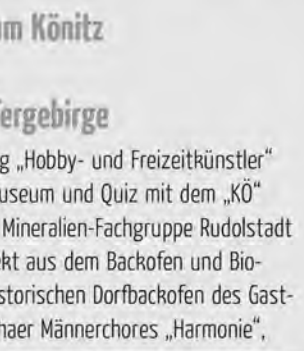 m Könitz
ergebirge
g „Hobby- und Freizeitkünstler“
useum und Quiz mit dem „KÖ“
Mineralien-Fachgruppe Rudolstadt
kt aus dem Backofen und Bio-
storischen Dorfbackofen des Gast-
haer Männerchores „Harmonie“,